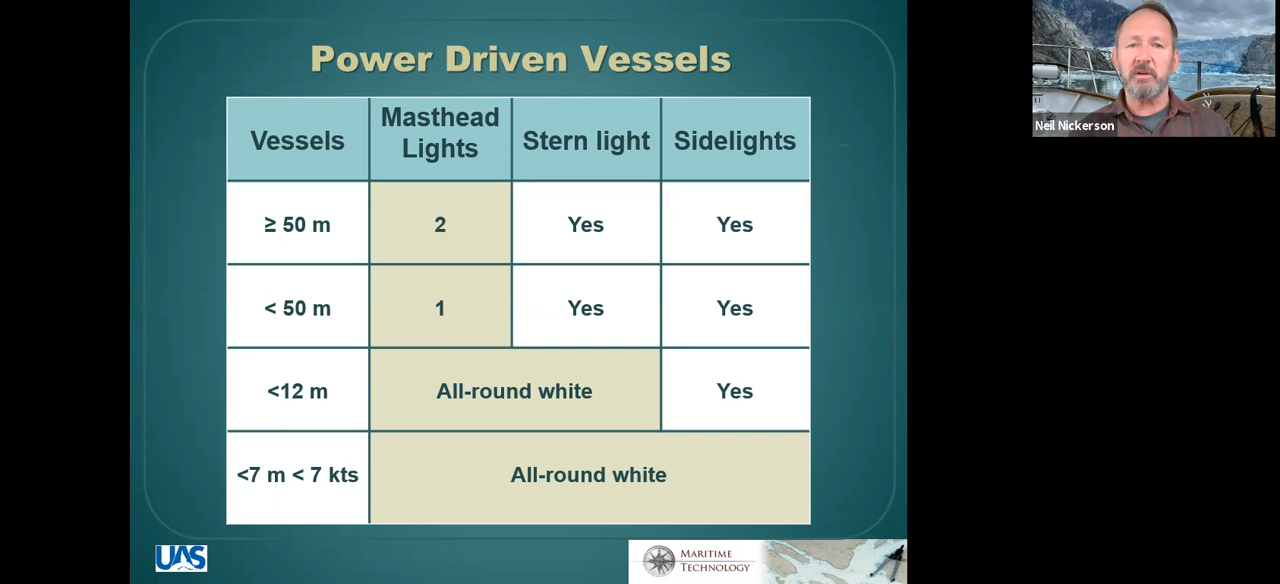 Power Driven Vessels
Vessels
Masthead
Lights
Stern light
Sidelights
≥ 50 m
2
Yes
Yes
< 50 m
1
Yes
Yes
<12 m
All-round white
Yes
<7 m < 7 kts
All-round white
UAS
MARITIME
TECHNOLOGY
Neil Nickerson